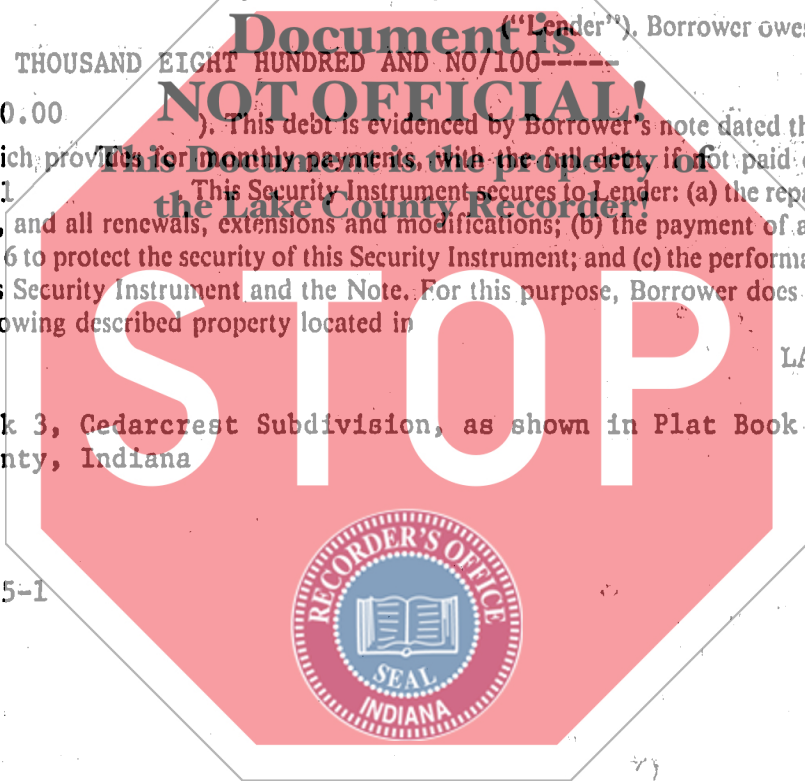 Document is
("Lender"). Borrower owes
THOUSAND EIGHT HUNDRED AND NO/100-----
NOT OFFICIAL!
0.00
). This debt is evidenced by Borrower's note dated th
ich provides for monthly payments, with the full debt, if not paid
This Document is the property of
1 This Security Instrument secures to Lender: (a) the repa
the Lake County Recorder!
, and all renewals, extensions and modifications; (b) the payment of a
6 to protect the security of this Security Instrument; and (c) the performa
s Security Instrument and the Note. For this purpose, Borrower does
owing described property located in
LA
STOP
k 3, Cedarcrest Subdivision, as shown in Plat Book
nty, Indiana
RECORDER'S OFFICE
5-1
SEAL
INDIANA